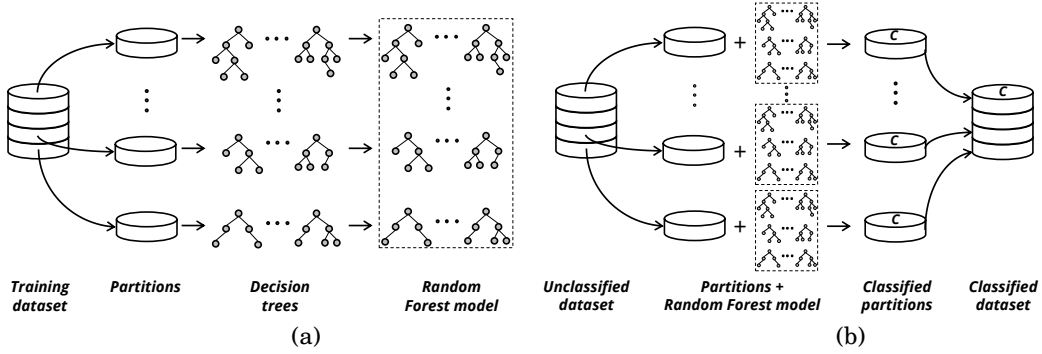 +
C
C
+
C
+
C
Training
dataset
Partitions
Decision
trees
Random
Forest model
Unclassified
dataset
Partitions +
Random Forest model
Classified
partitions
Classified
dataset
(a)
(b)